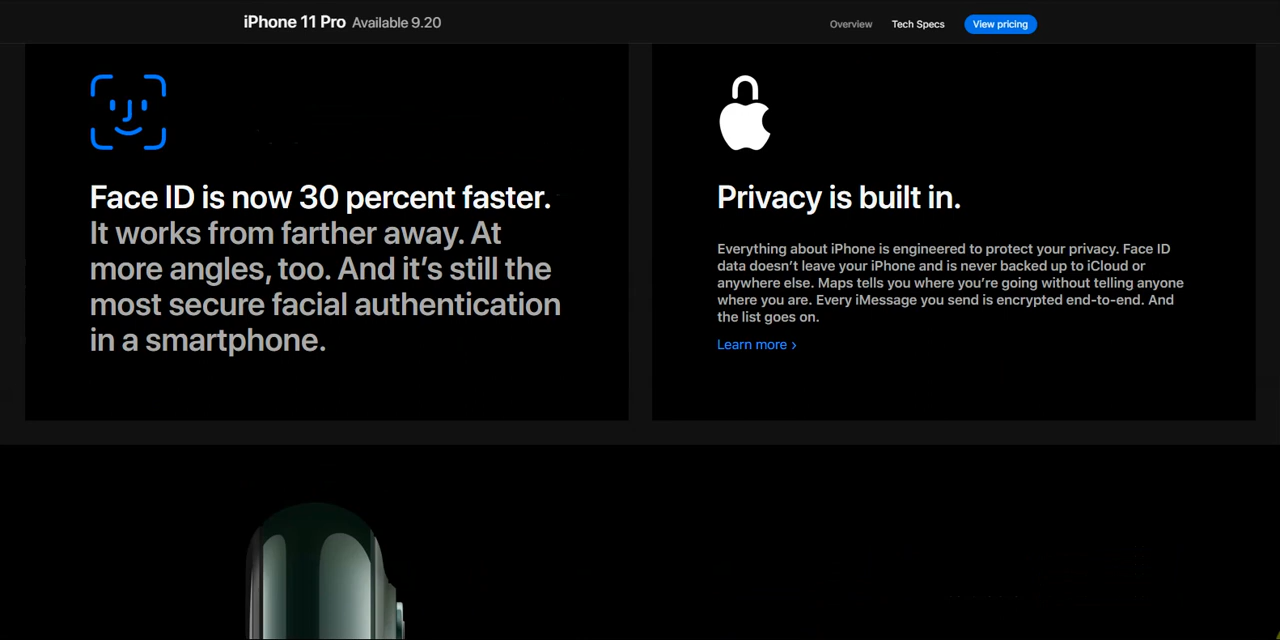 iPhone 11 Pro Available 9.20
Overview
Tech Specs
View pricing
Face ID is now 30 percent faster.
It works from farther away. At
more angles, too. And it’s still the
most secure facial authentication
in a smartphone.
Privacy is built in.
Everything about iPhone is engineered to protect your privacy. Face ID
data doesn’t leave your iPhone and is never backed up to iCloud or
anywhere else. Maps tells you where you’re going without telling anyone
where you are. Every iMessage you send is encrypted end-to-end. And
the list goes on.
Learn more ›